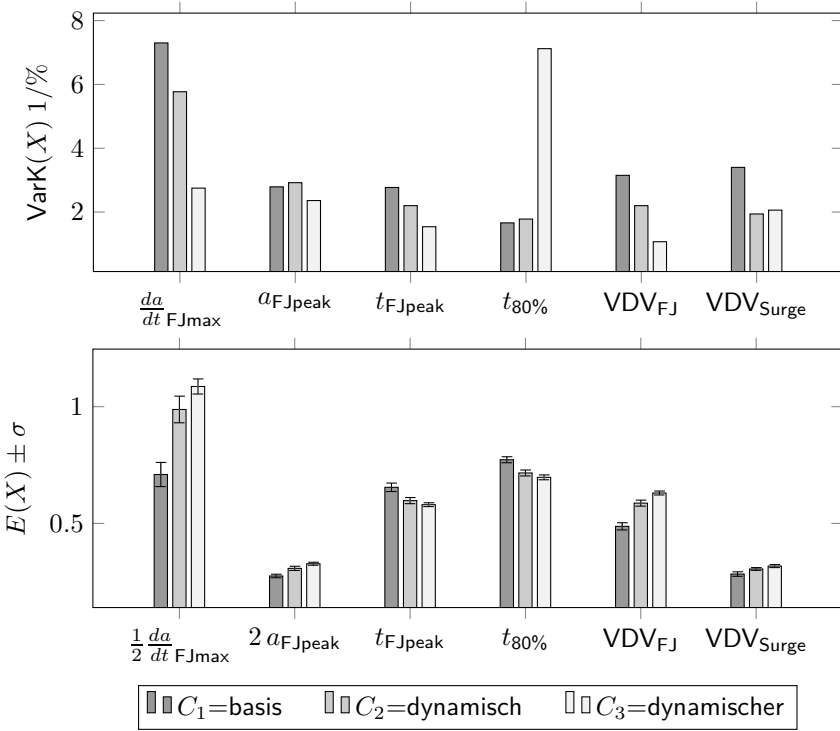 8
6
4
2
VarK(X) 1/%
da/dt FJmax a FJpeak t FJpeak t 80% VDV FJ VDV Surge
1
0.5
E(X) ± σ
1/2 da/dt FJmax 2 a FJpeak t FJpeak t 80% VDV FJ VDV Surge
C1=basis C2=dynamisch C3=dynamischer